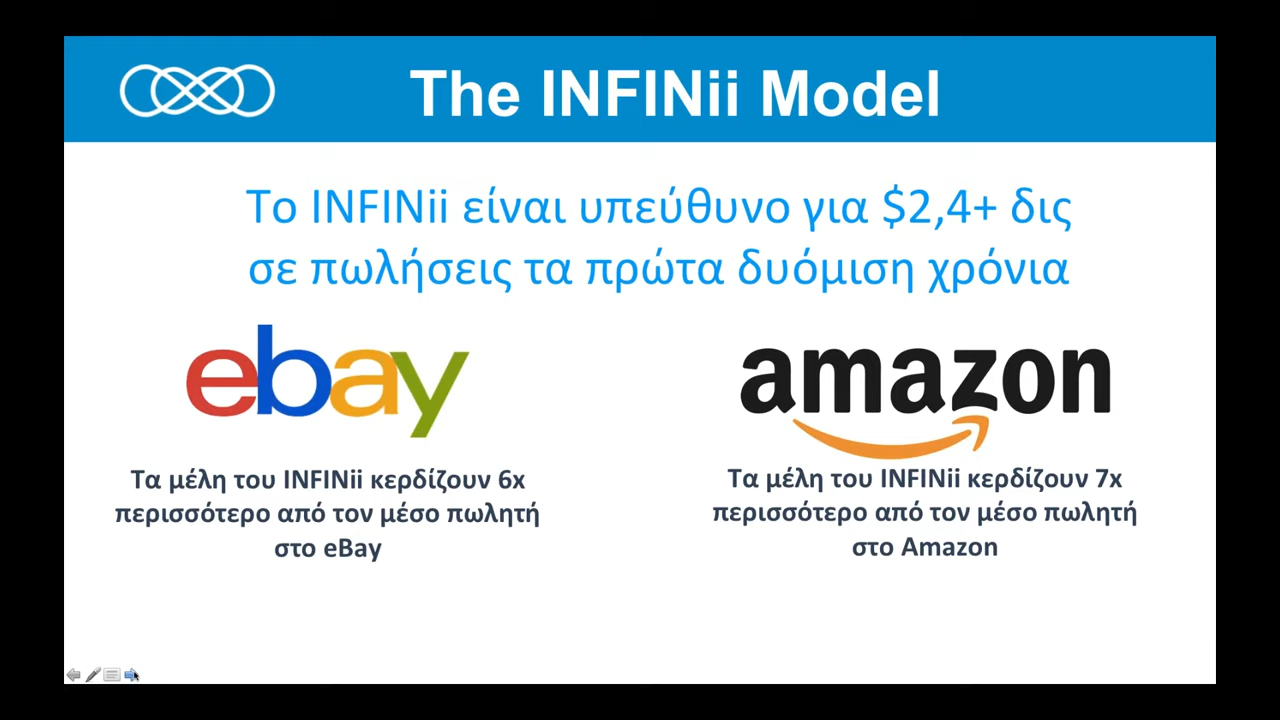 The INFINii Model
Το INFINii είναι υπεύθυνο για $2,4+ δις
σε πωλήσεις τα πρώτα δυόμιση χρόνια
ebay
Τα μέλη του INFINii κερδίζουν 6x
περισσότερο από τον μέσο πωλητή
στο eBay
amazon
Τα μέλη του INFINii κερδίζουν 7x
περισσότερο από τον μέσο πωλητή
στο Amazon